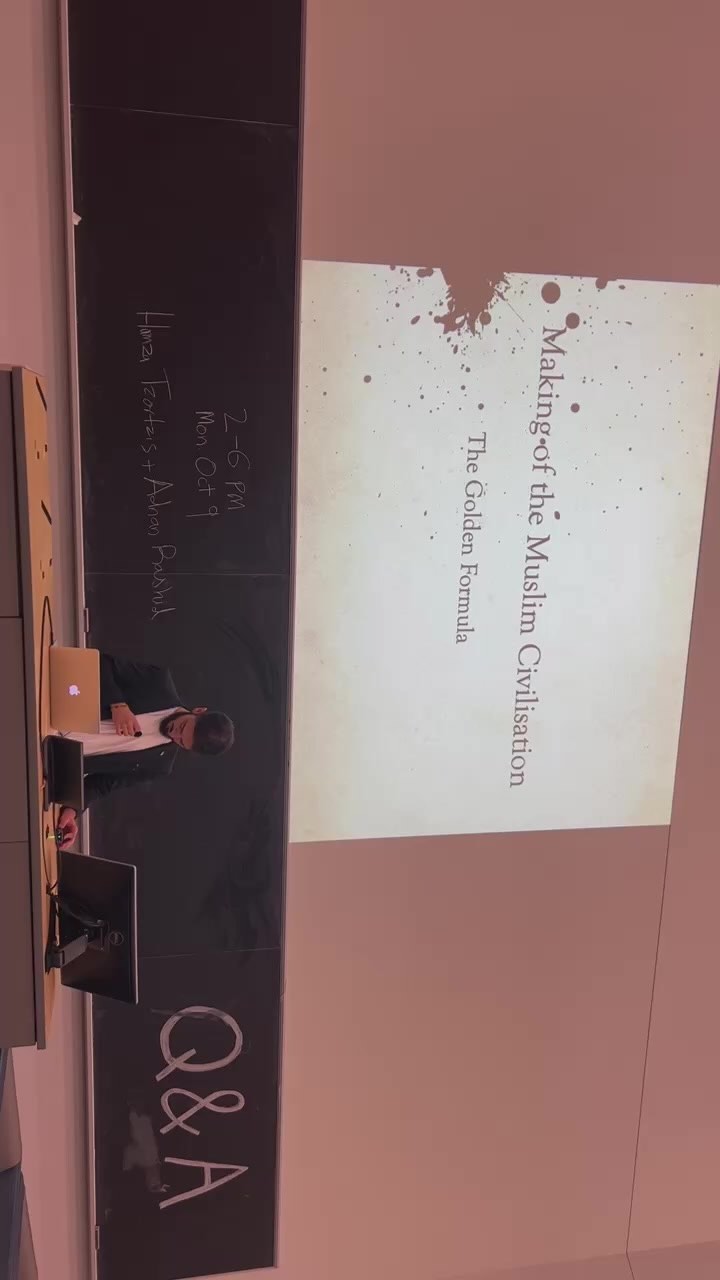 Making of the Muslim Civilisation
The Golden Formula
2-6 PM
Mon Oct 9
Hamza Tzortzis + Adnan Rashid
Q&A